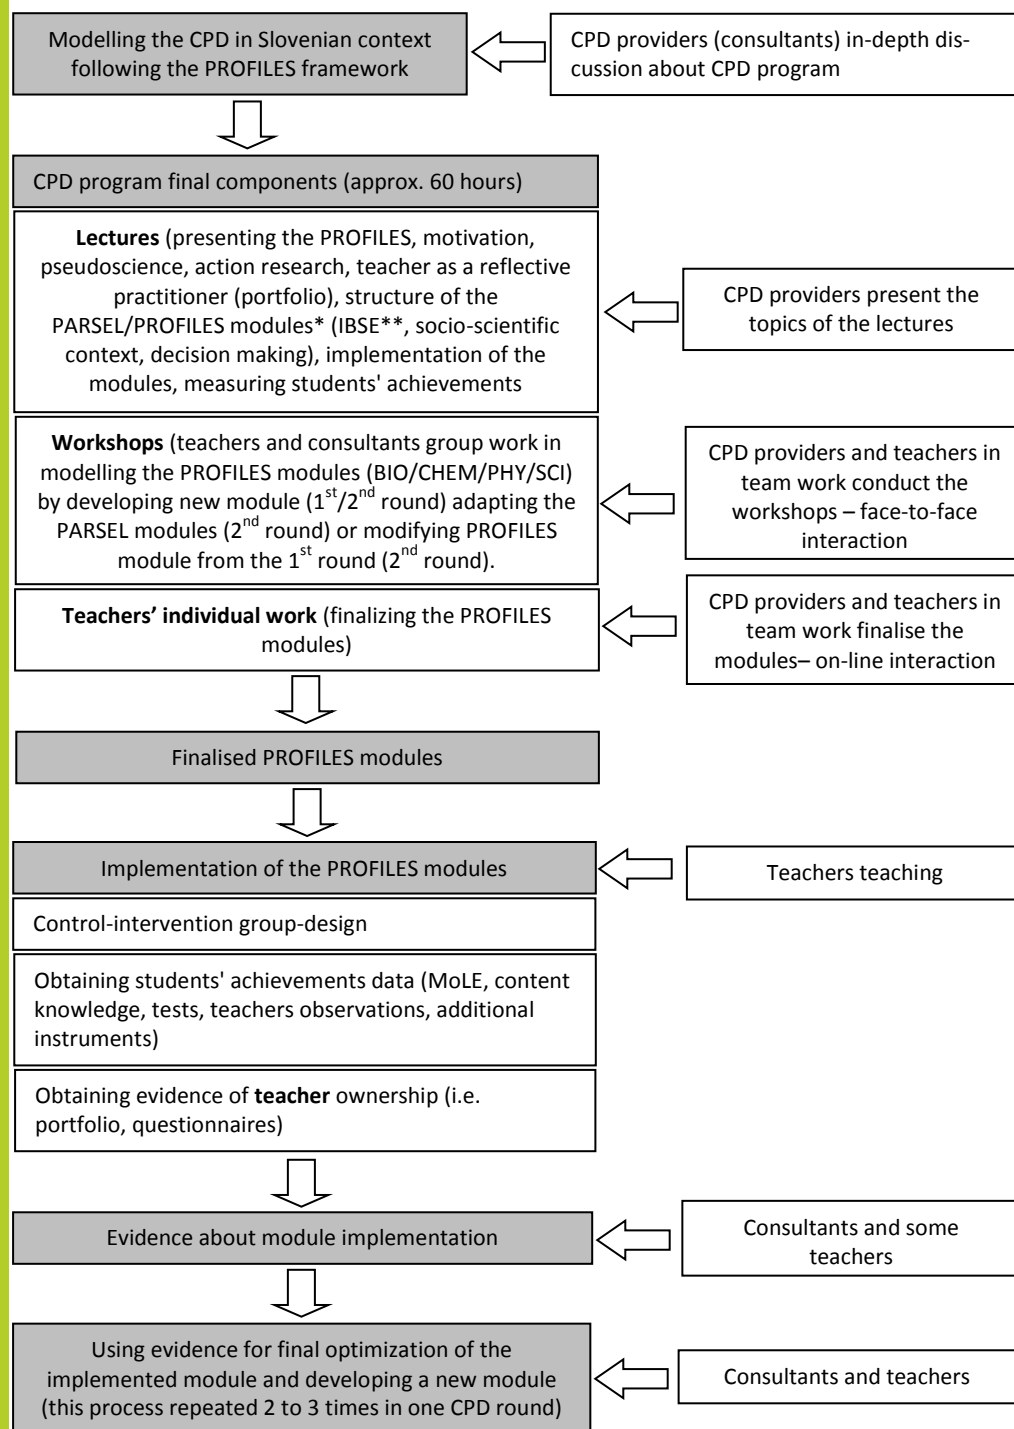 Modelling the CPD in Slovenian context
following the PROFILES framework
CPD providers (consultants) in-depth dis-
cussion about CPD program
CPD program final components (approx. 60 hours)
Lectures (presenting the PROFILES, motivation,
pseudoscience, action research, teacher as a reflective
practitioner (portfolio), structure of the
PARSEL/PROFILES modules* (IBSE**, socio-scientific
context, decision making), implementation of the
modules, measuring students' achievements
CPD providers present the
topics of the lectures
Workshops (teachers and consultants group work in
modelling the PROFILES modules (BIO/CHEM/PHY/SCI)
by developing new module (1st/2nd round) adapting the
PARSEL modules (2nd round) or modifying PROFILES
module from the 1st round (2nd round).
CPD providers and teachers in
team work conduct the
workshops – face-to-face
interaction
Teachers’ individual work (finalizing the PROFILES
modules)
CPD providers and teachers in
team work finalise the
modules– on-line interaction
Finalised PROFILES modules
Implementation of the PROFILES modules
Teachers teaching
Control-intervention group-design
Obtaining students' achievements data (MoLE, content
knowledge, tests, teachers observations, additional
instruments)
Obtaining evidence of teacher ownership (i.e.
portfolio, questionnaires)
Evidence about module implementation
Consultants and some
teachers
Using evidence for final optimization of the
implemented module and developing a new module
(this process repeated 2 to 3 times in one CPD round)
Consultants and teachers